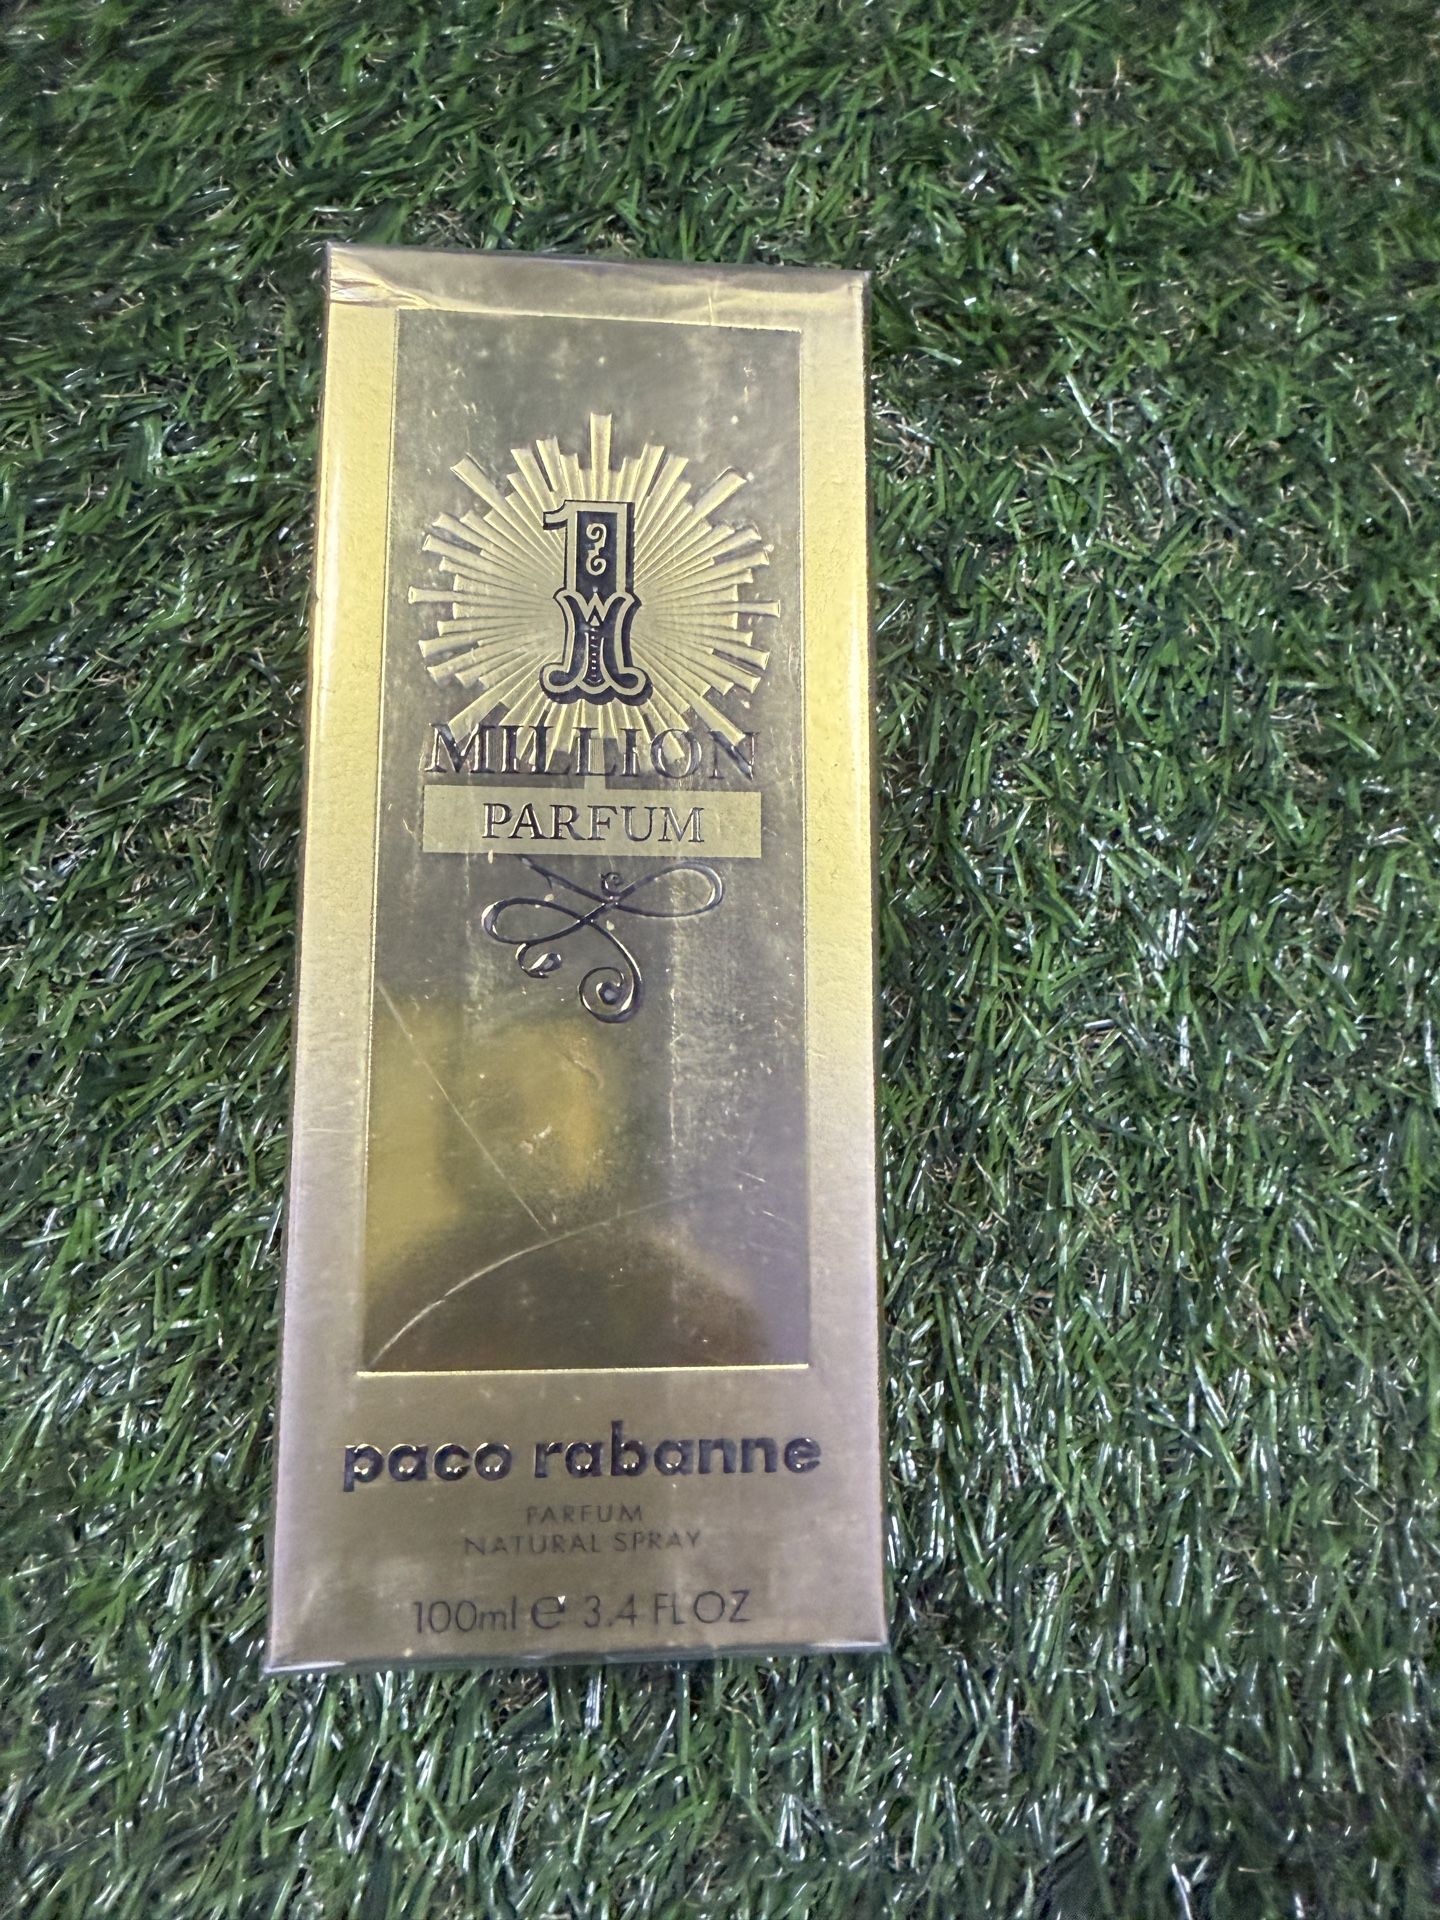 1
MILLION
PARFUM
paco rabanne
PARFUM
NATURAL SPRAY
100ml ℮ 3.4 FL OZ